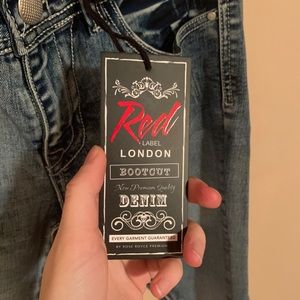 Red
LABEL
LONDON
BOOTCUT
New Premium Quality
DENIM
EVERY GARMENT GUARANTEED
BY ROSE ROYCE PREMIUM